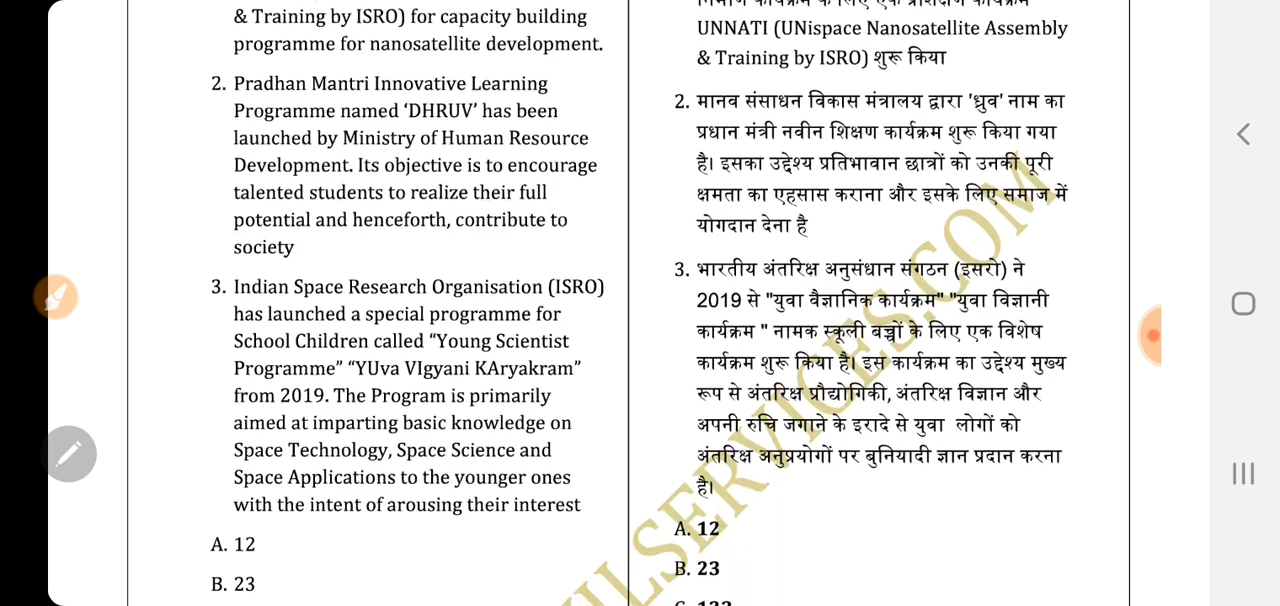 & Training by ISRO) for capacity building
programme for nanosatellite development.
2. Pradhan Mantri Innovative Learning
Programme named ‘DHRUV’ has been
launched by Ministry of Human Resource
Development. Its objective is to encourage
talented students to realize their full
potential and henceforth, contribute to
society
3. Indian Space Research Organisation (ISRO)
has launched a special programme for
School Children called “Young Scientist
Programme” “YUva VIgyani KAryakram”
from 2019. The Program is primarily
aimed at imparting basic knowledge on
Space Technology, Space Science and
Space Applications to the younger ones
with the intent of arousing their interest
A. 12
B. 23
UNNATI (UNispace Nanosatellite Assembly
& Training by ISRO) शुरू किया
2. मानव संसाधन विकास मंत्रालय द्वारा 'ध्रुव' नाम का
प्रधान मंत्री नवीन शिक्षण कार्यक्रम शुरू किया गया
है। इसका उद्देश्य प्रतिभावान छात्रों को उनकी पूरी
क्षमता का एहसास कराना और इसके लिए समाज में
योगदान देना है
3. भारतीय अंतरिक्ष अनुसंधान संगठन (इसरो) ने
2019 से "युवा वैज्ञानिक कार्यक्रम" "युवा विज्ञानी
कार्यक्रम " नामक स्कूली बच्चों के लिए एक विशेष
कार्यक्रम शुरू किया है। इस कार्यक्रम का उद्देश्य मुख्य
रूप से अंतरिक्ष प्रौद्योगिकी, अंतरिक्ष विज्ञान और
अपनी रुचि जगाने के इरादे से युवा लोगों को
अंतरिक्ष अनुप्रयोगों पर बुनियादी ज्ञान प्रदान करना
है।
A. 12
B. 23
ILSERVICES.COM